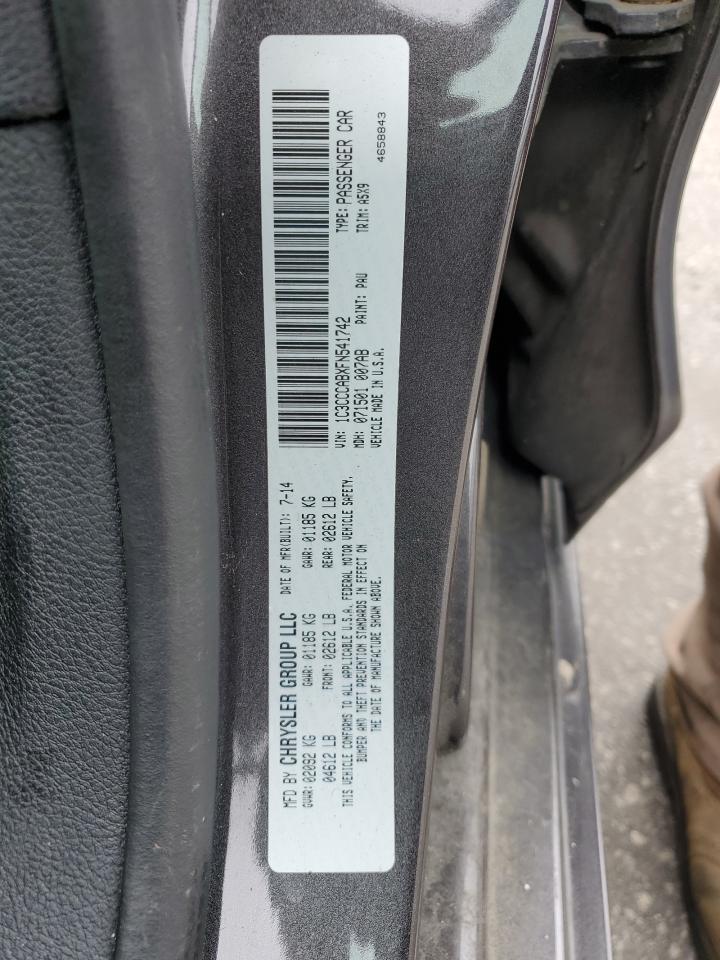 MFD BY CHRYSLER GROUP LLC DATE OF MFR(BUILT): 7-14
GVWR: 02092 KG GAWR: 01185 KG GAWR: 01185 KG
04612 LB FRONT: 02612 LB REAR: 02612 LB
THIS VEHICLE CONFORMS TO ALL APPLICABLE U.S.A. FEDERAL MOTOR VEHICLE SAFETY,
BUMPER AND THEFT PREVENTION STANDARDS IN EFFECT ON
THE DATE OF MANUFACTURE SHOWN ABOVE.
VIN: 1C3CCCABXFN541742 TYPE: PASSENGER CAR
MDH: 071501 007AB PAINT: PAU TRIM: A5X9
VEHICLE MADE IN U.S.A.
4658843